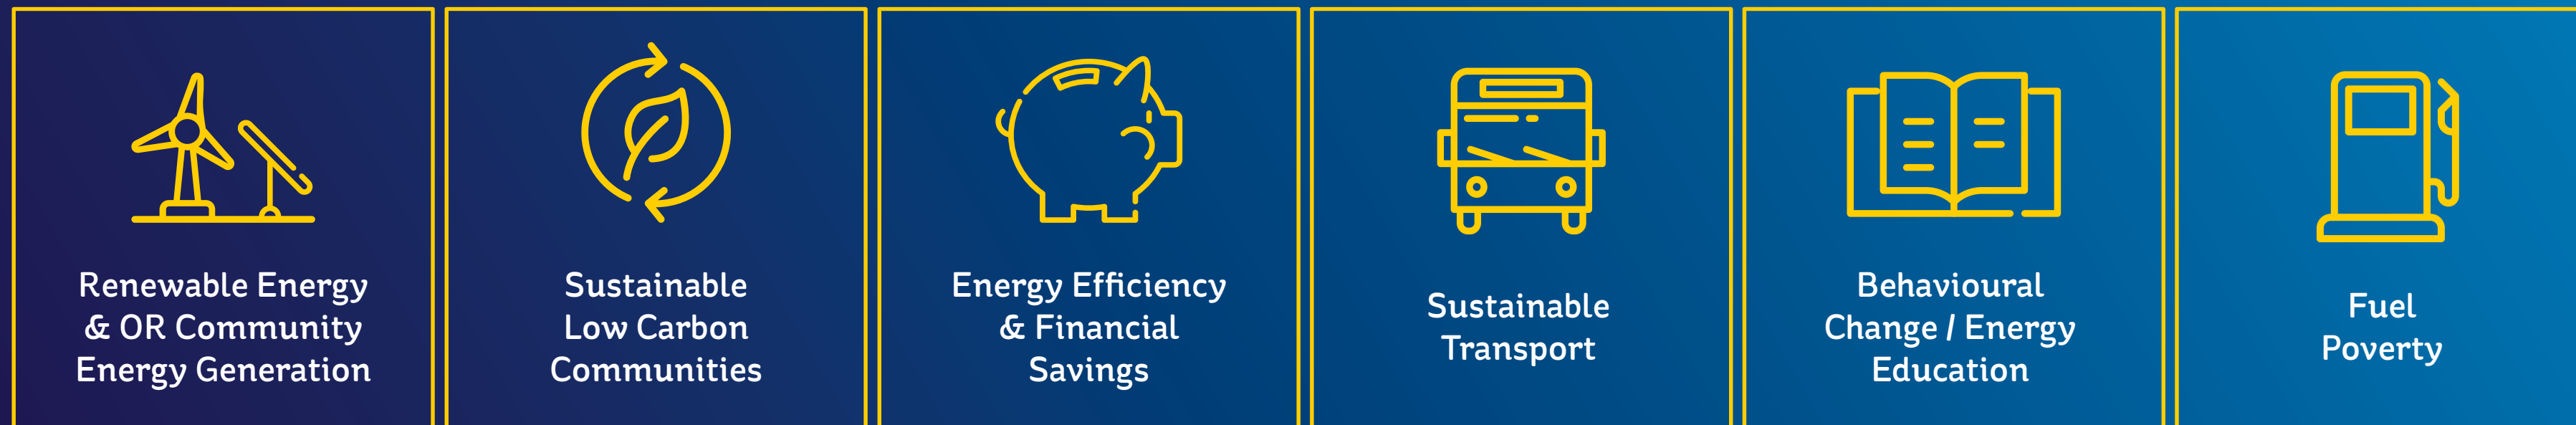 Renewable Energy
& OR Community
Energy Generation
Sustainable
Low Carbon
Communities
Energy Efficiency
& Financial
Savings
Sustainable
Transport
Behavioural
Change / Energy
Education
Fuel
Poverty